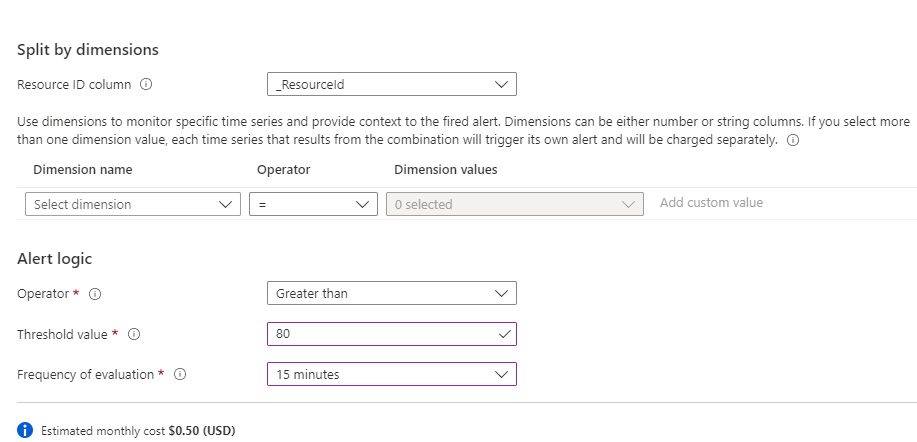 Split by dimensions
Resource ID column
_ResourceId
Use dimensions to monitor specific time series and provide context to the fired alert. Dimensions can be either number or string columns. If you select more
than one dimension value, each time series that results from the combination will trigger its own alert and will be charged separately.
Dimension name Operator Dimension values
Select dimension = 0 selected Add custom value
Alert logic
Operator * Greater than
Threshold value * 80
Frequency of evaluation * 15 minutes
Estimated monthly cost $0.50 (USD)